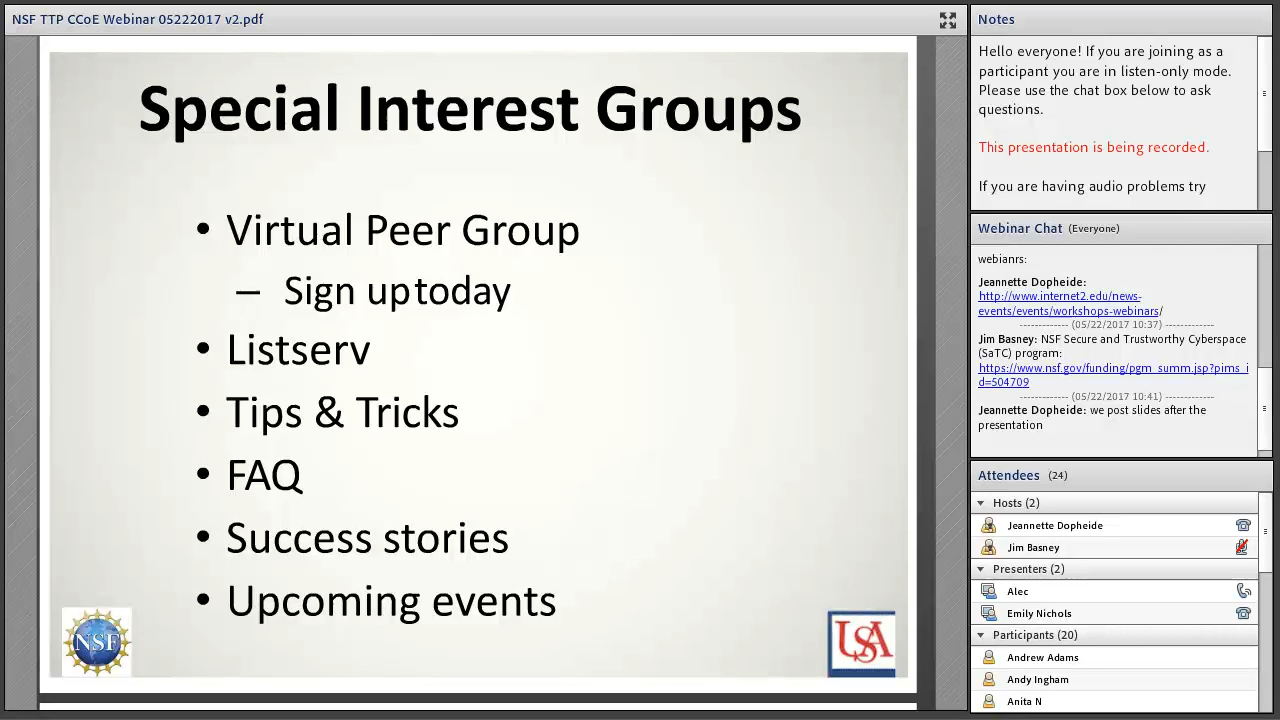 NSF TTP CCoE Webinar 05222017 v2.pdf
Special Interest Groups
• Virtual Peer Group
– Sign up today
• Listserv
• Tips & Tricks
• FAQ
• Success stories
• Upcoming events
NSF
USA
Notes
Hello everyone! If you are joining as a
participant you are in listen-only mode.
Please use the chat box below to ask
questions.
This presentation is being recorded.
If you are having audio problems try
Webinar Chat (Everyone)
webianrs:
Jeannette Dopheide:
http://www.internet2.edu/news-
events/events/workshops-webinars/
------------- (05/22/2017 10:37) -------------
Jim Basney: NSF Secure and Trustworthy Cyberspace
(SaTC) program:
https://www.nsf.gov/funding/pgm_summ.jsp?pims_i
d=504709
------------- (05/22/2017 10:41) -------------
Jeannette Dopheide: we post slides after the
presentation
Attendees (24)
Hosts (2)
Jeannette Dopheide
Jim Basney
Presenters (2)
Alec
Emily Nichols
Participants (20)
Andrew Adams
Andy Ingham
Anita N